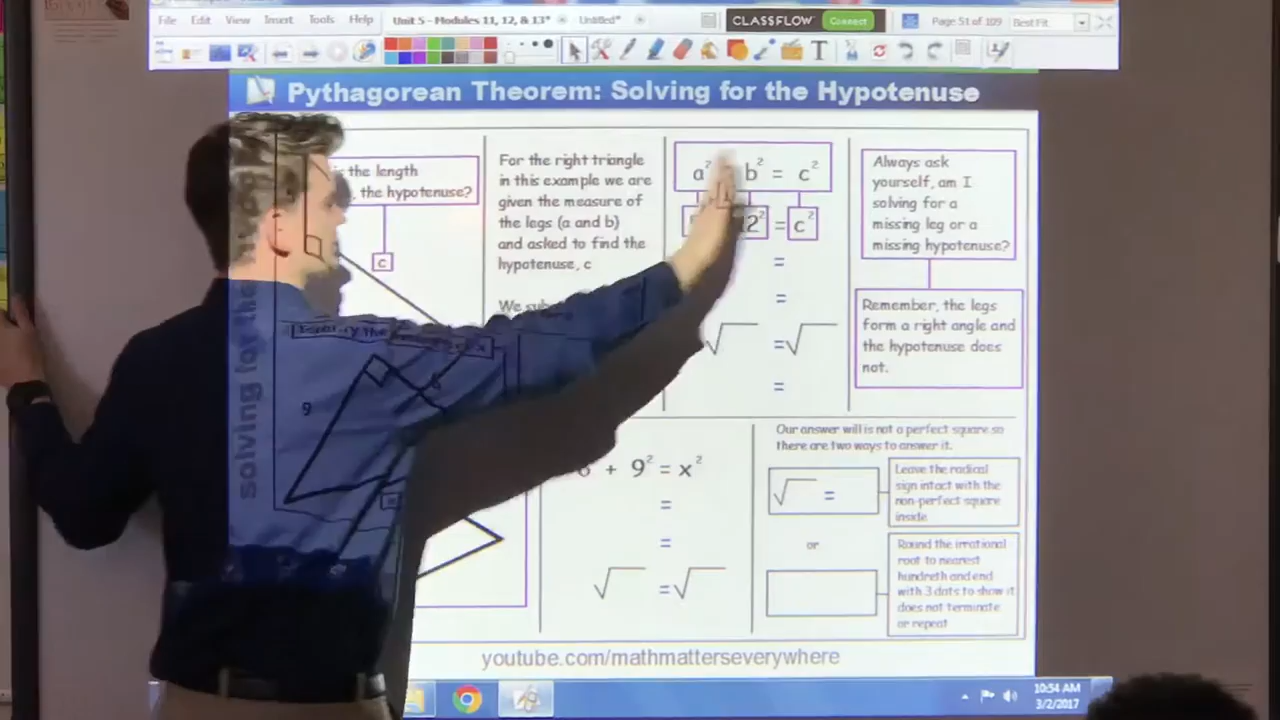 File Edit View Insert Tools Help
Unit 5 - Modules 11, 12, & 13*
Untitled*
CLASSFLOW Connect
Page 51 of 109
Best Fit
Pythagorean Theorem: Solving for the Hypotenuse
the length
, the hypotenuse?
c
For the right triangle
in this example we are
given the measure of
the legs (a and b)
and asked to find the
hypotenuse, c
We
a² b² = c²
12² = c²
=
=
√ = √
=
Always ask
yourself, am I
solving for a
missing leg or a
missing hypotenuse?
Remember, the legs
form a right angle and
the hypotenuse does
not.
solving for the
9
6
+ 9² = x²
=
=
√ = √
Our answer will is not a perfect square so
there are two ways to answer it.
√ =
Leave the radical
sign intact with the
non-perfect square
inside
or
Round the irrational
root to nearest
hundredth and end
with 3 dots to show it
does not terminate
or repeat
youtube.com/mathmatterseverywhere
10:54 AM
3/2/2017